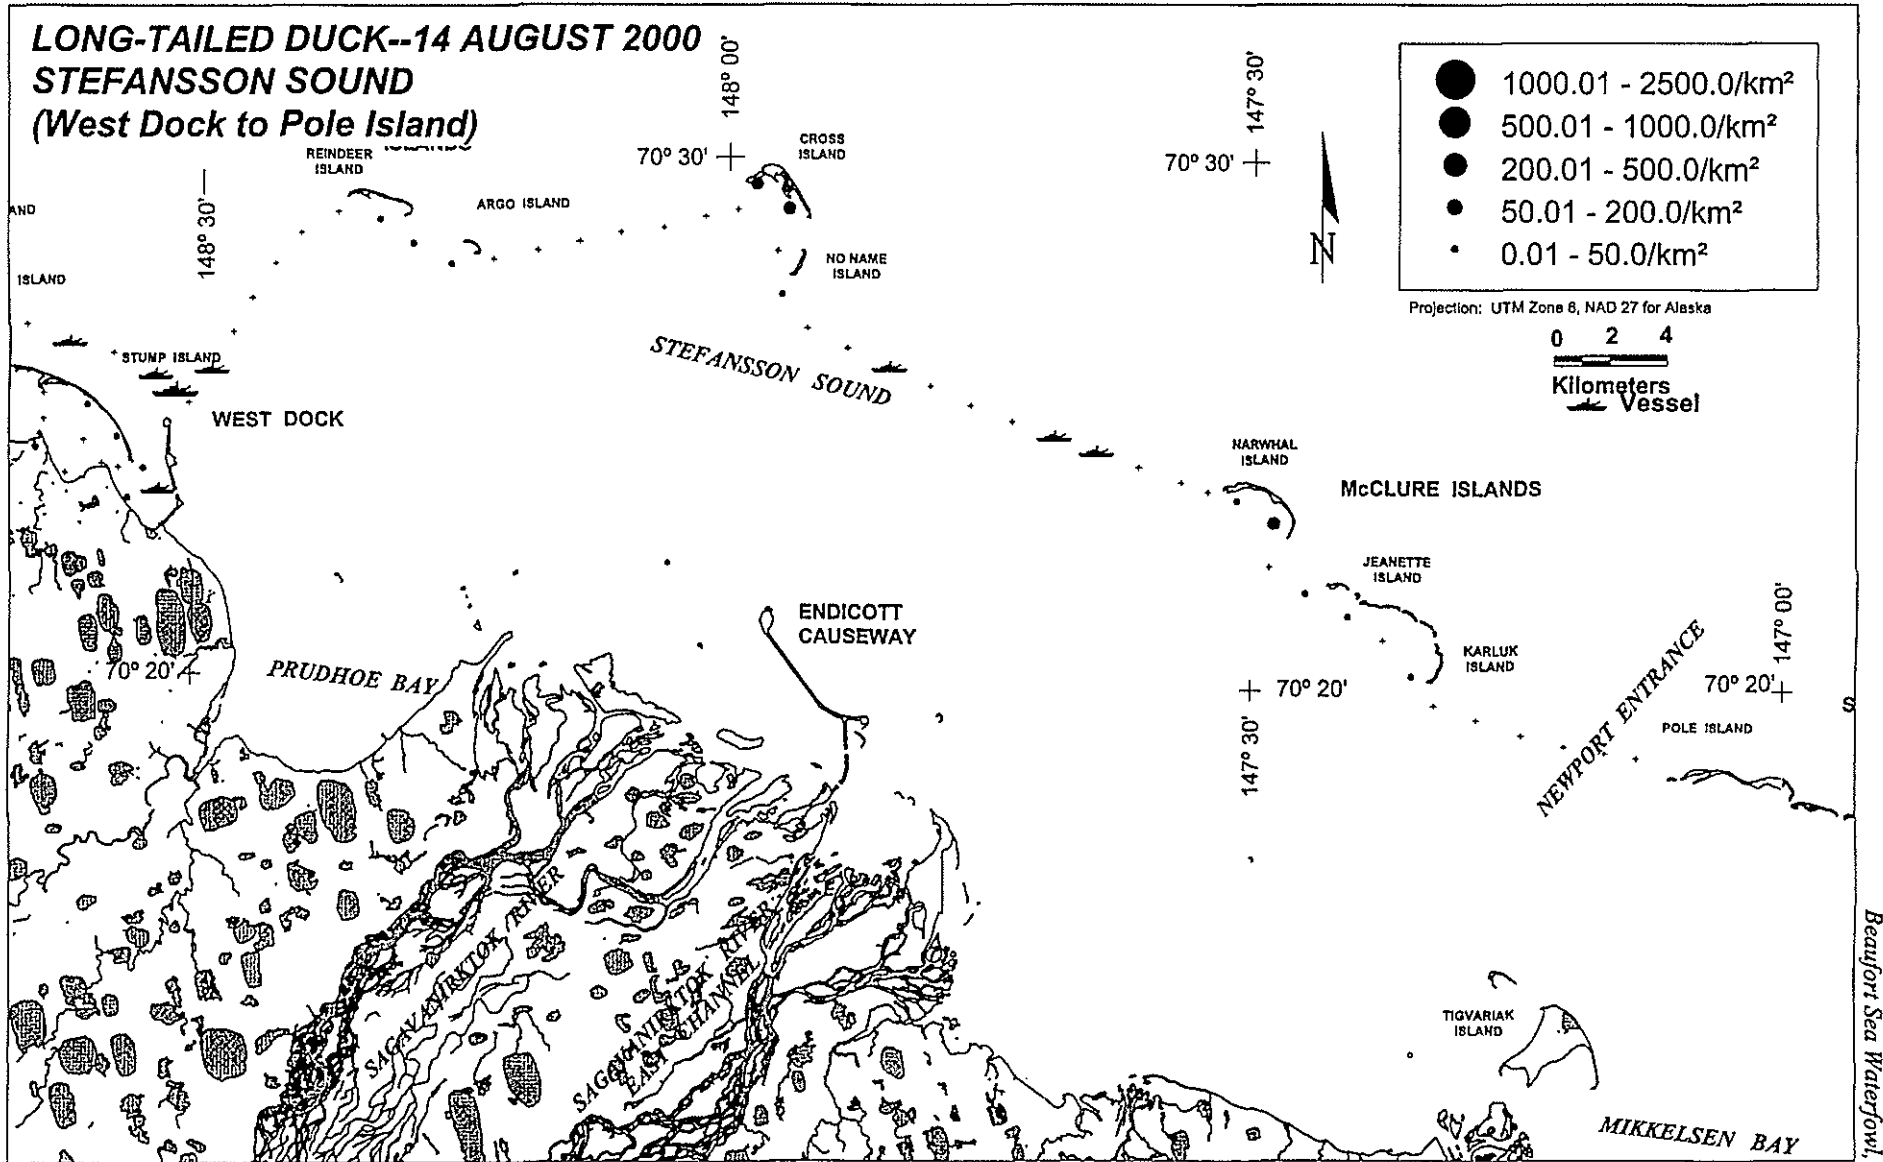 LONG-TAILED DUCK--14 AUGUST 2000
STEFANSSON SOUND
(West Dock to Pole Island)
148° 00'
147° 30'
1000.01 - 2500.0/km²
500.01 - 1000.0/km²
200.01 - 500.0/km²
50.01 - 200.0/km²
0.01 - 50.0/km²
Projection: UTM Zone 6, NAD 27 for Alaska
0 2 4
Kilometers
Vessel
N
REINDEER
ISLAND
148° 30'
ARGO ISLAND
70° 30'
CROSS
ISLAND
70° 30'
AND
ISLAND
NO NAME
ISLAND
STUMP ISLAND
WEST DOCK
STEFANSSON SOUND
NARWHAL
ISLAND
McCLURE ISLANDS
JEANETTE
ISLAND
KARLUK
ISLAND
ENDICOTT
CAUSEWAY
PRUDHOE BAY
70° 20'
70° 20'
147° 30'
NEWPORT ENTRANCE
147° 00'
70° 20'
S
POLE ISLAND
SAGAVANIRKTOK RIVER
SAGAVANIRKTOK RIVER
EAST CHANNEL
TIGVARIAK
ISLAND
MIKKELSEN BAY
Beaufort Sea Waterfowl,